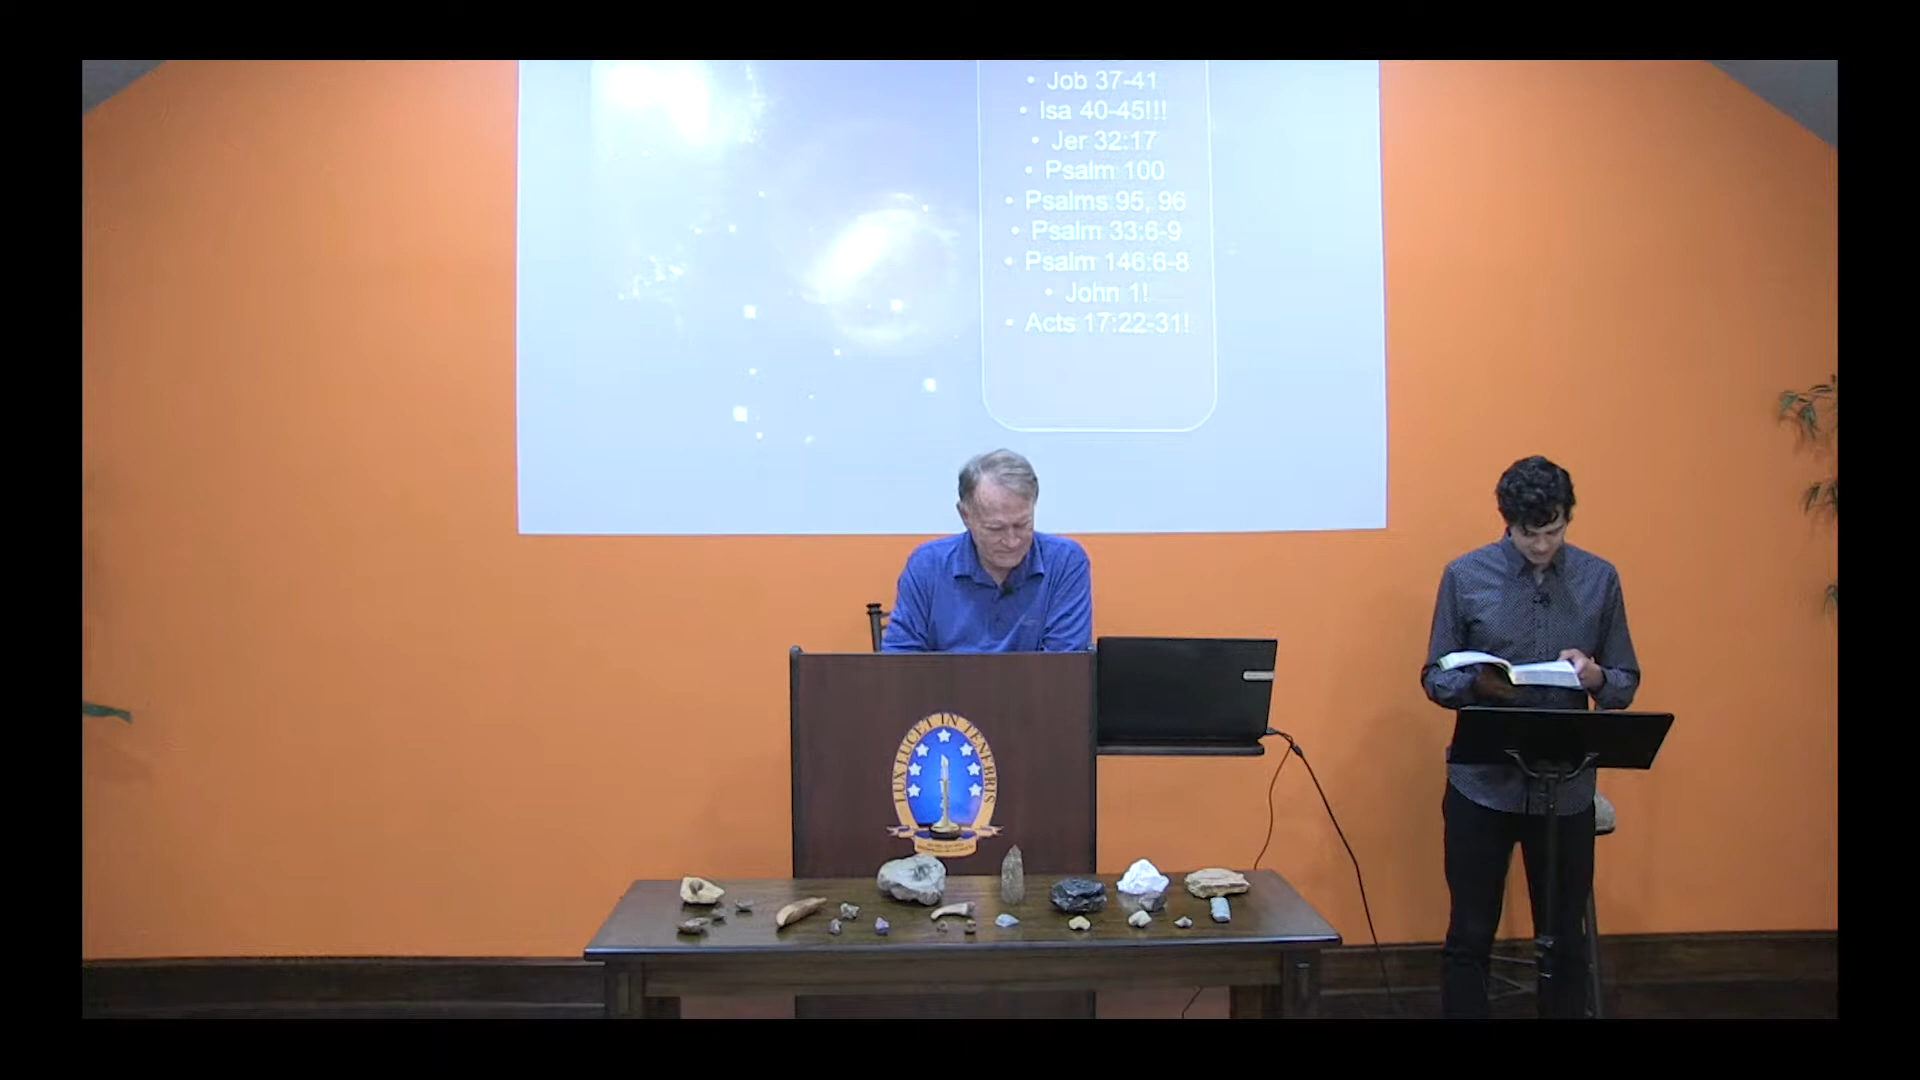 • Job 37-41
• Isa 40-45!!!
• Jer 32:17
• Psalm 100
• Psalms 95, 96
• Psalm 33:6-9
• Psalm 146:6-8
• John 1!
• Acts 17:22-31!
LUX LUCET IN TENEBRIS